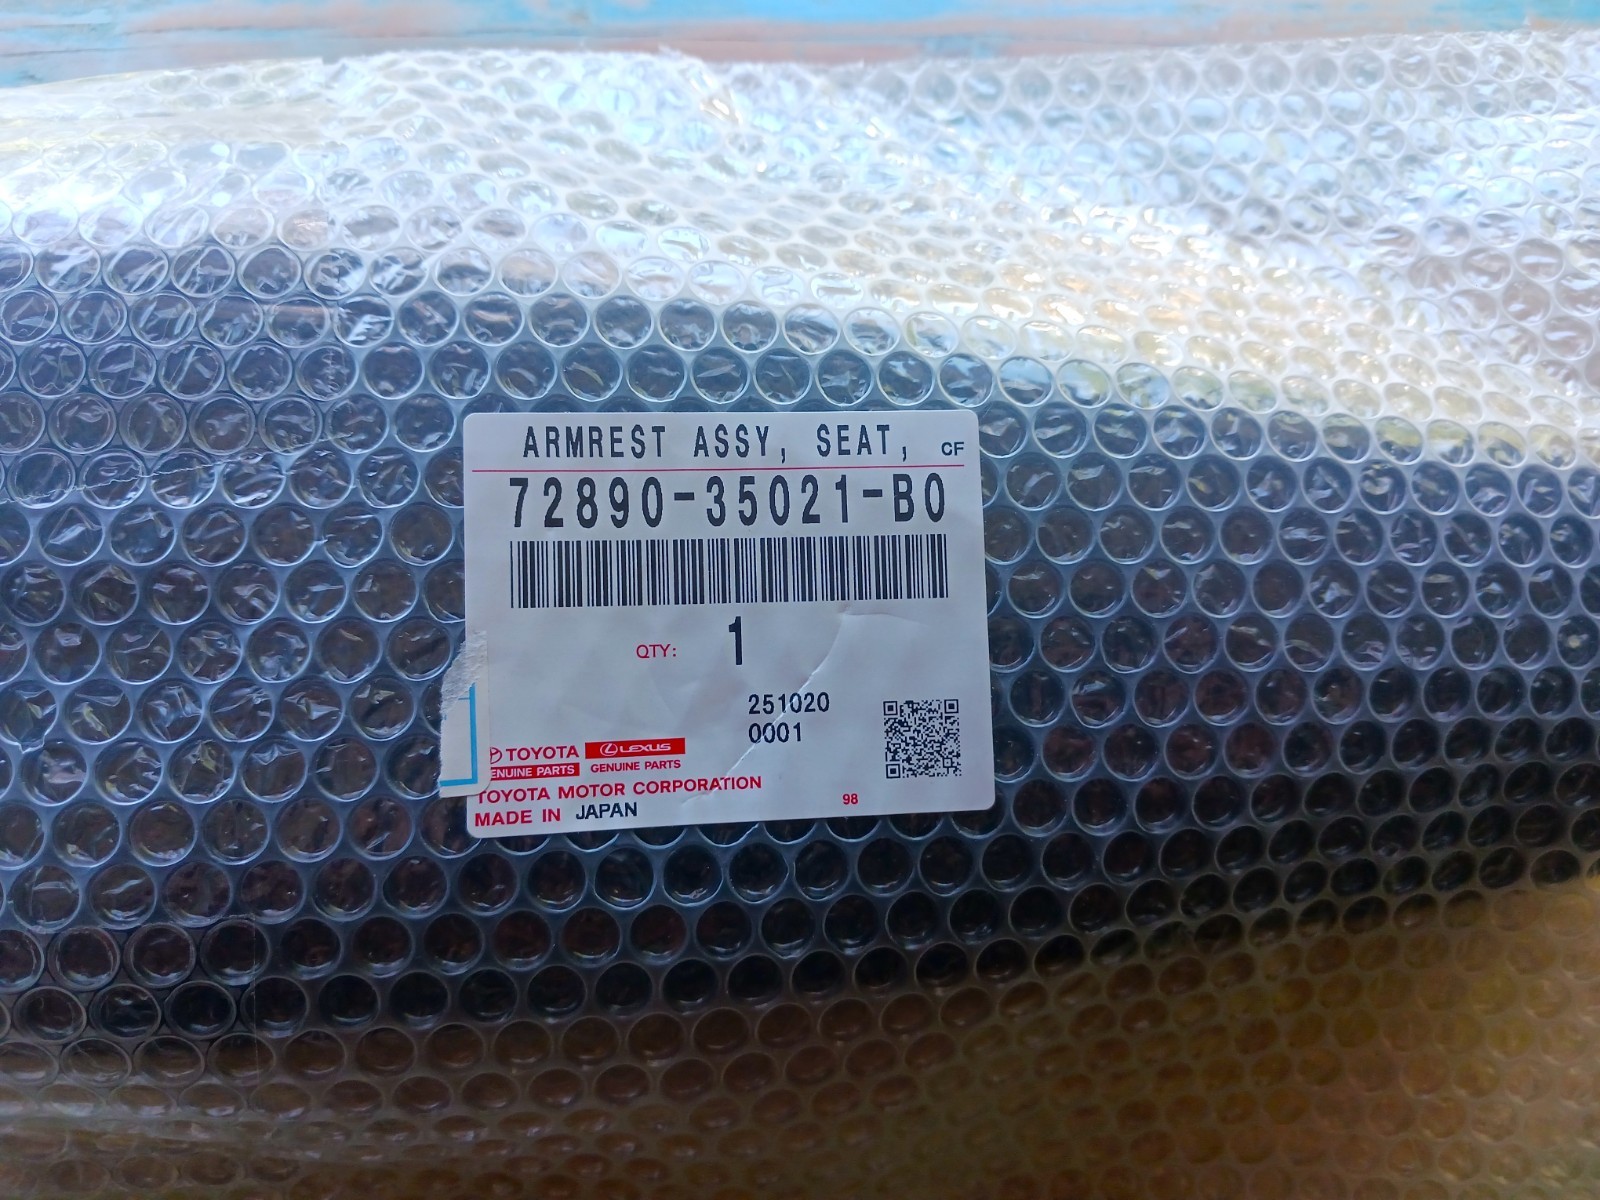 ARMREST ASSY, SEAT, CF
72890-35021-B0
QTY: 1
251020
0001
TOYOTA LEXUS
ENUINE PARTS GENUINE PARTS
TOYOTA MOTOR CORPORATION
MADE IN JAPAN
98